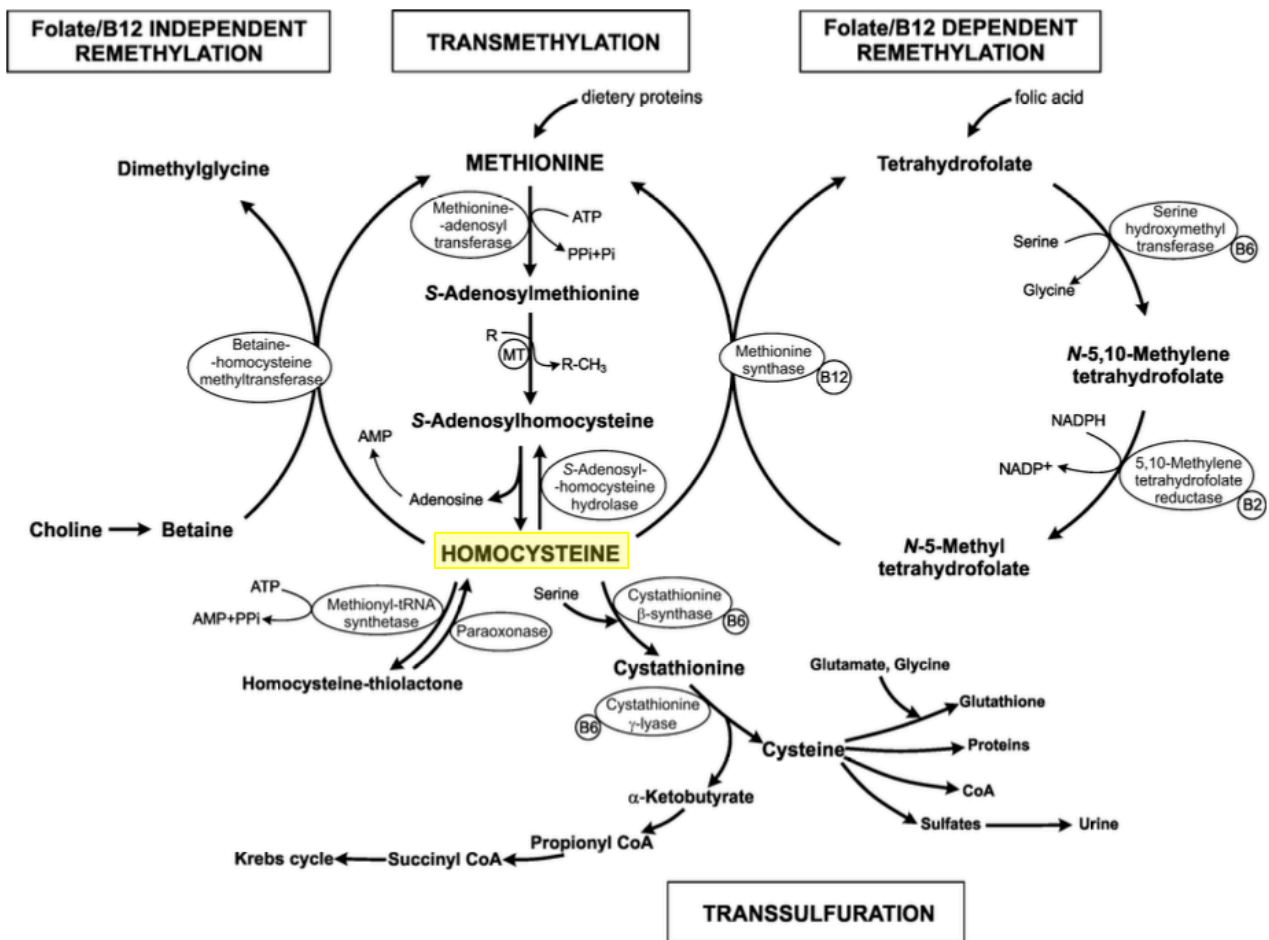 Folate/B12 INDEPENDENT
REMETHYLATION
TRANSMETHYLATION
Folate/B12 DEPENDENT
REMETHYLATION
dietery proteins
folic acid
Dimethylglycine
METHIONINE
Tetrahydrofolate
Methionine-
-adenosyl
transferase
ATP
PPi+Pi
Serine
Glycine
Serine
hydroxymethyl
transferase
B6
S-Adenosylmethionine
R
MT
R-CH₃
Betaine-
-homocysteine
methyltransferase
Methionine
synthase
B12
N-5,10-Methylene
tetrahydrofolate
S-Adenosylhomocysteine
AMP
Adenosine
S-Adenosyl-
-homocysteine
hydrolase
NADPH
NADP+
5,10-Methylene
tetrahydrofolate
reductase
B2
Choline
Betaine
HOMOCYSTEINE
N-5-Methyl
tetrahydrofolate
ATP
AMP+PPi
Methionyl-tRNA
synthetase
Paraoxonase
Serine
Cystathionine
β-synthase
B6
Homocysteine-thiolactone
Cystathionine
Glutamate, Glycine
Glutathione
B6
Cystathionine
γ-lyase
Cysteine
Proteins
CoA
Sulfates
Urine
α-Ketobutyrate
Propionyl CoA
Succinyl CoA
Krebs cycle
TRANSSULFURATION